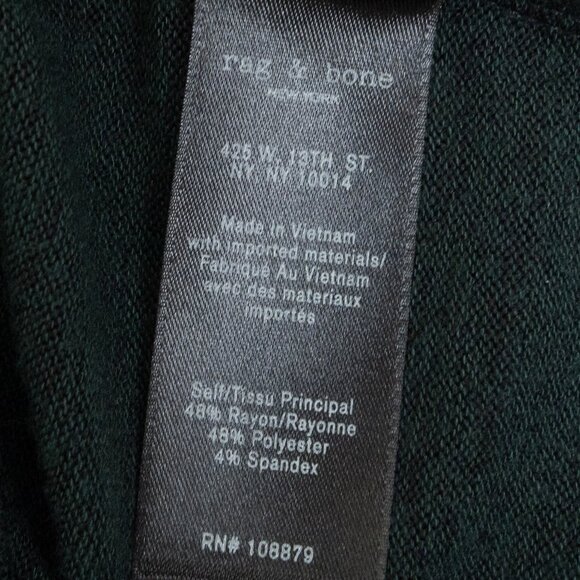 rag & bone
NEW YORK
425 W. 13TH. ST.
NY. NY 10014
Made in Vietnam
with imported materials/
Fabriqué Au Vietnam
avec des materiaux
importés
Self/Tissu Principal
48% Rayon/Rayonne
48% Polyester
4% Spandex
RN# 108879